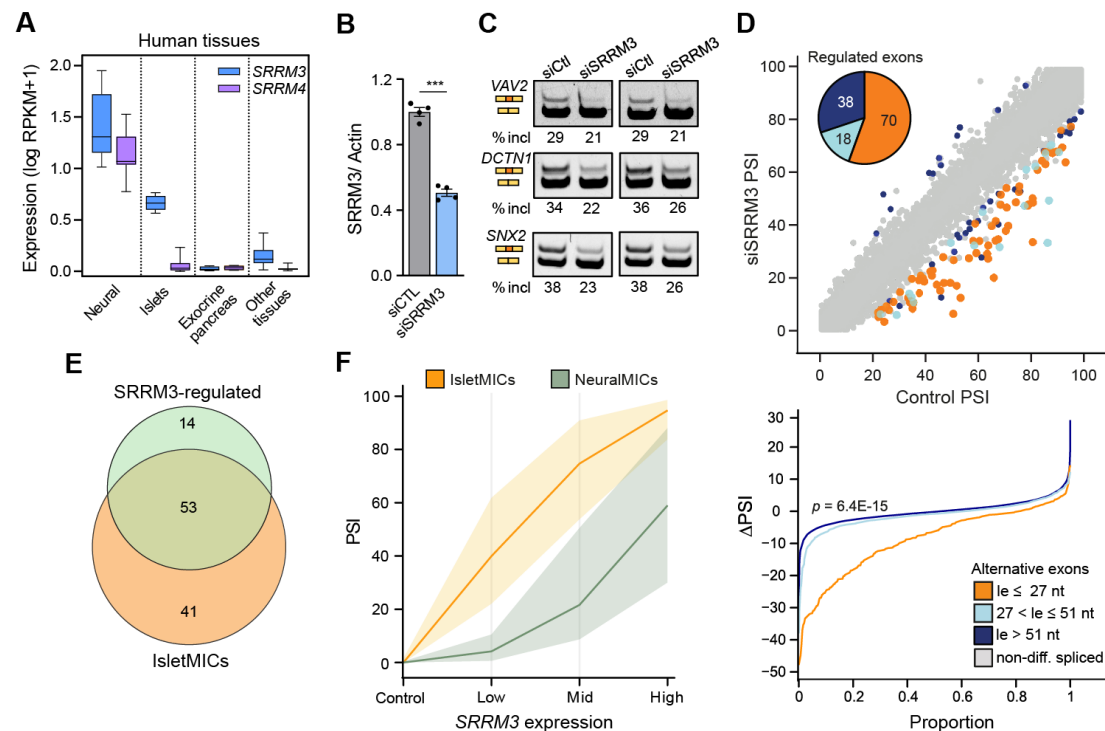 A
Human tissues
Expression (log RPKM+1)
2.0
1.5
1.0
0.5
0.0
SRRM3
SRRM4
Neural
Islets
Exocrine
pancreas
Other
tissues
B
SRRM3/ Actin
1.2
0.8
0.4
0.0
***
siCTL
siSRRM3
C
siCtl
siSRRM3
siCtl
siSRRM3
VAV2
% incl
29
21
29
21
DCTN1
% incl
34
22
36
26
SNX2
% incl
38
23
38
26
D
Regulated exons
38
70
18
siSRRM3 PSI
100
80
60
40
20
0
0
20
40
60
80
100
Control PSI
ΔPSI
30
20
10
0
−10
−20
−30
−40
−50
p = 6.4E-15
Alternative exons
le ≤ 27 nt
27 < le ≤ 51 nt
le > 51 nt
non-diff. spliced
0
0.2
0.4
0.6
0.8
1
Proportion
E
SRRM3-regulated
14
53
41
IsletMICs
F
IsletMICs
NeuralMICs
PSI
100
80
60
40
20
0
Control
Low
Mid
High
SRRM3 expression